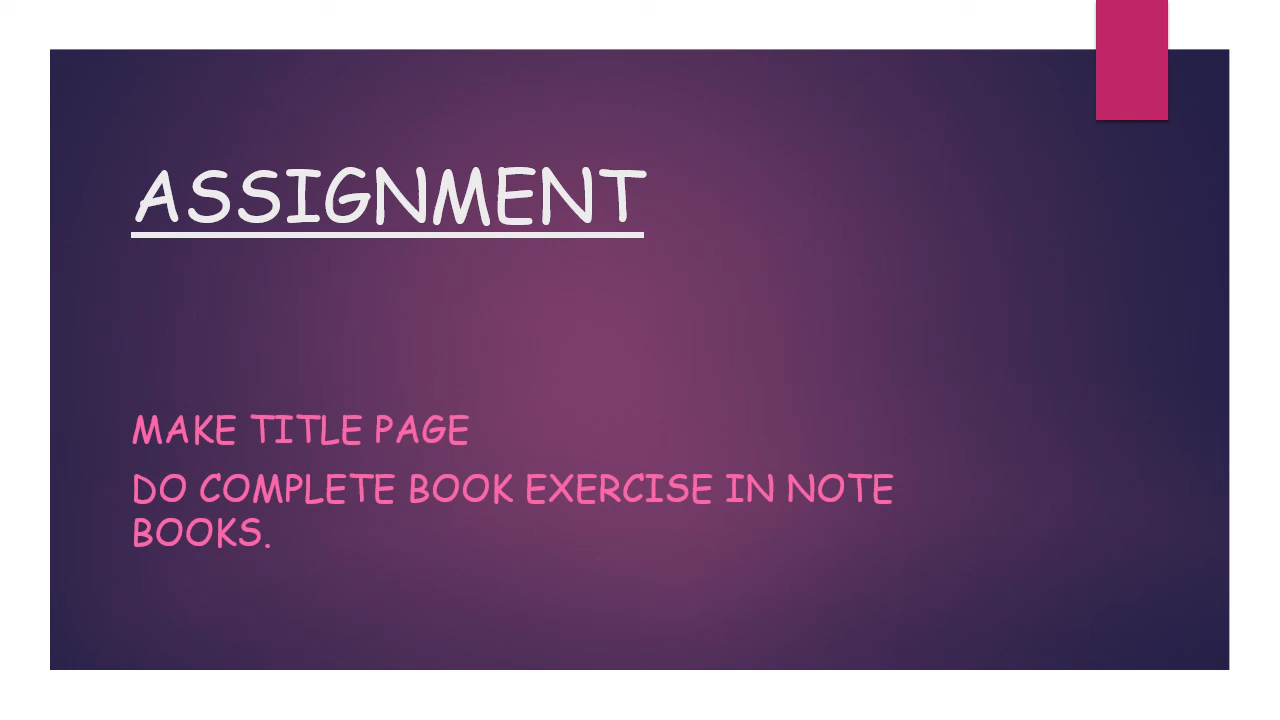 ASSIGNMENT
MAKE TITLE PAGE
DO COMPLETE BOOK EXERCISE IN NOTE
BOOKS.